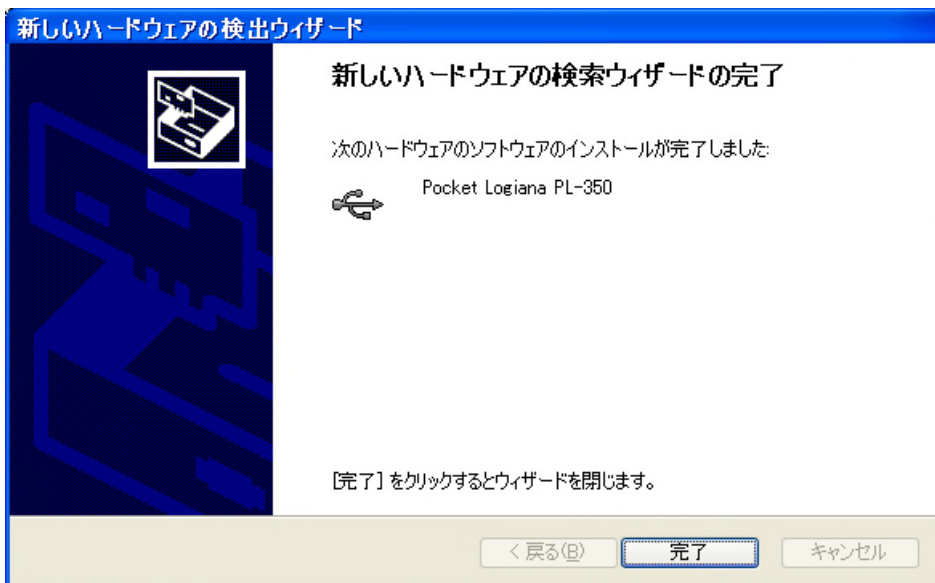 新しいハードウェアの検出ウィザード
新しいハードウェアの検索ウィザードの完了
次のハードウェアのソフトウェアのインストールが完了しました:
Pocket Logiana PL-350
[完了] をクリックするとウィザードを閉じます。
< 戻る(B)
完了
キャンセル